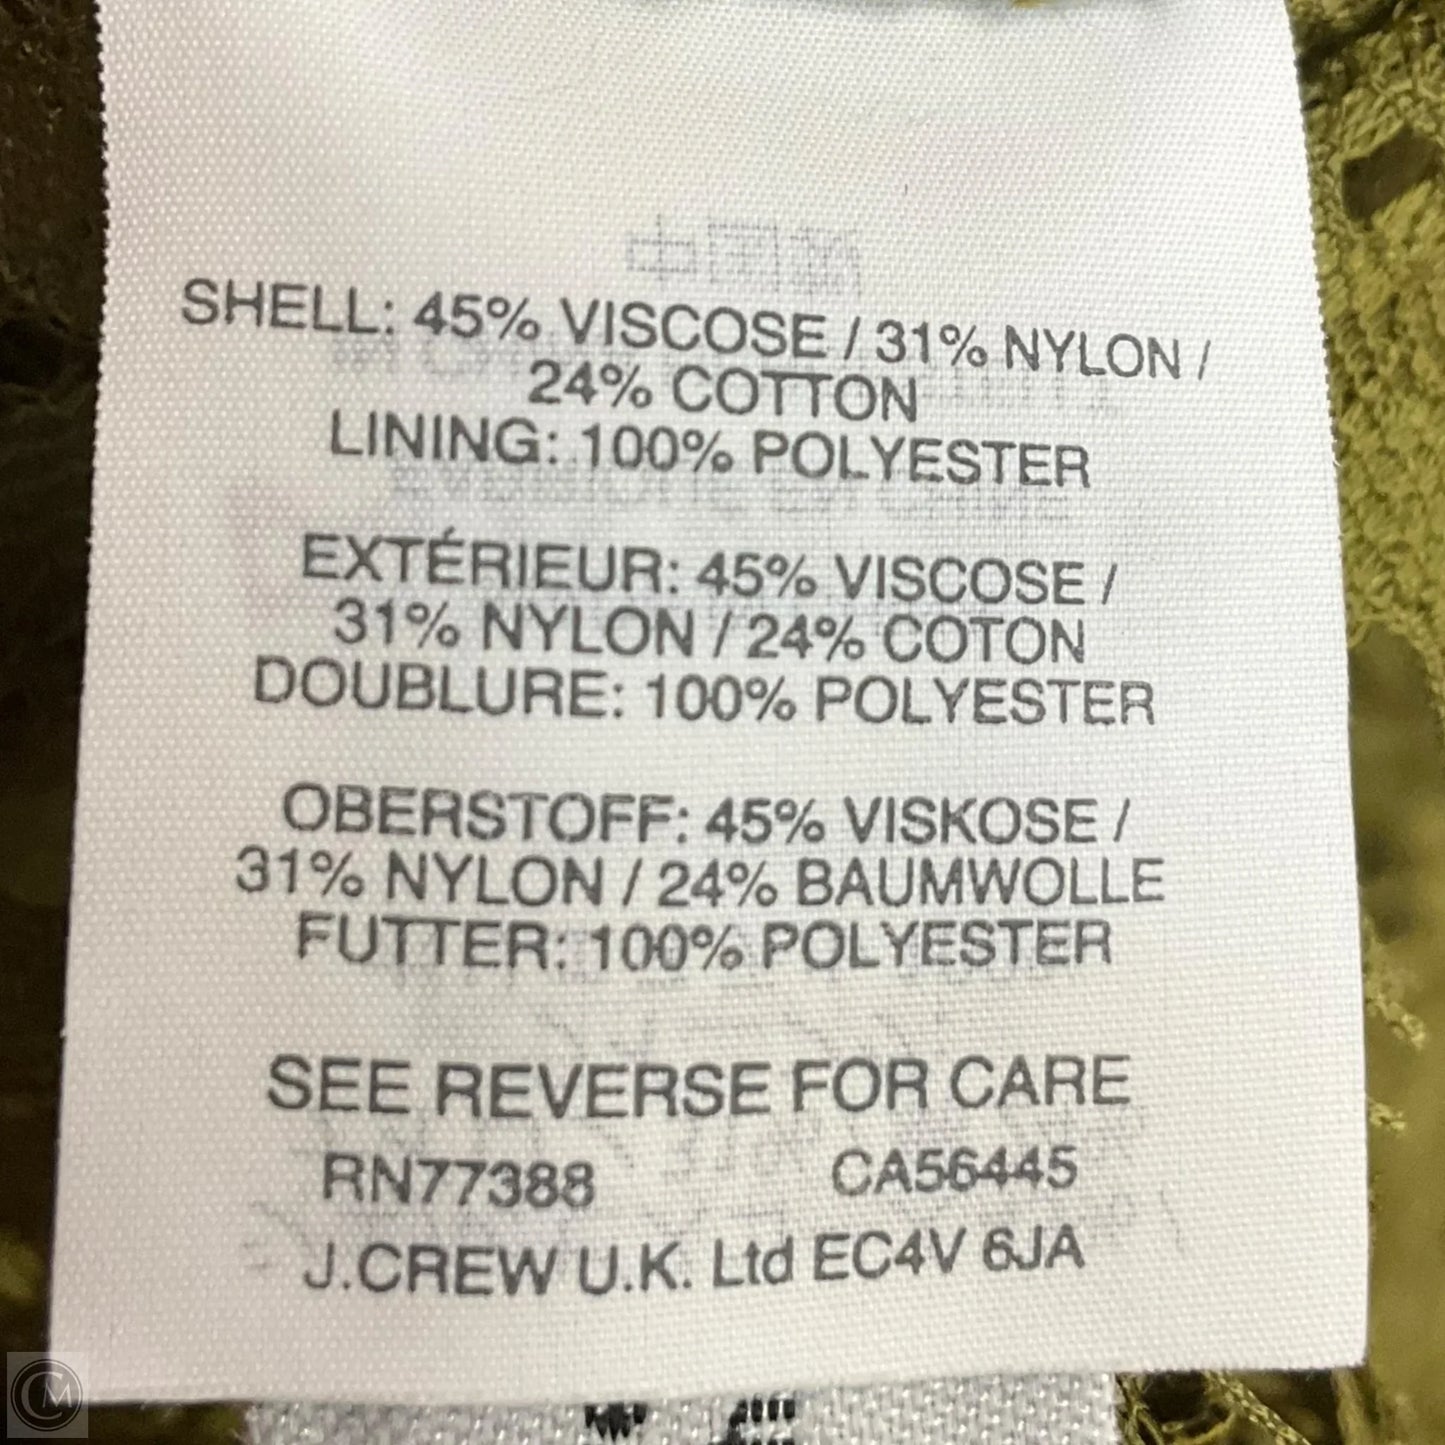 SHELL: 45% VISCOSE / 31% NYLON /
24% COTTON
LINING: 100% POLYESTER
EXTÉRIEUR: 45% VISCOSE /
31% NYLON / 24% COTON
DOUBLURE: 100% POLYESTER
OBERSTOFF: 45% VISKOSE /
31% NYLON / 24% BAUMWOLLE
FUTTER: 100% POLYESTER
SEE REVERSE FOR CARE
RN77388 CA56445
J.CREW U.K. Ltd EC4V 6JA
CM